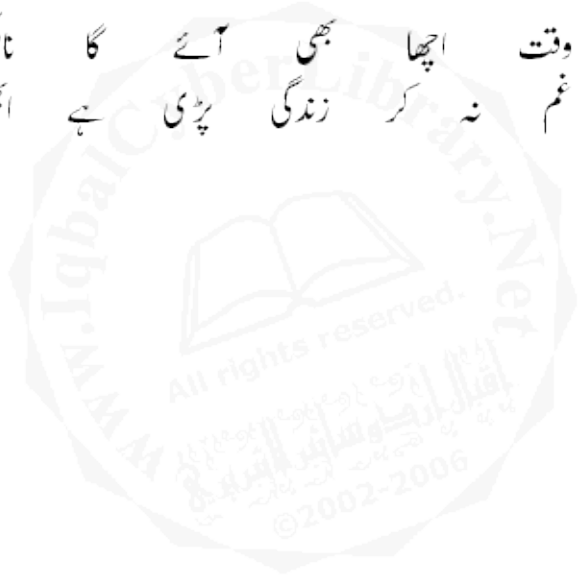 وقت اچھا بھی آئے گا
غم نہ کر زندگی پڑی ہے
www.IqbalCyberLibrary.Net
All rights reserved.
©2002-2006